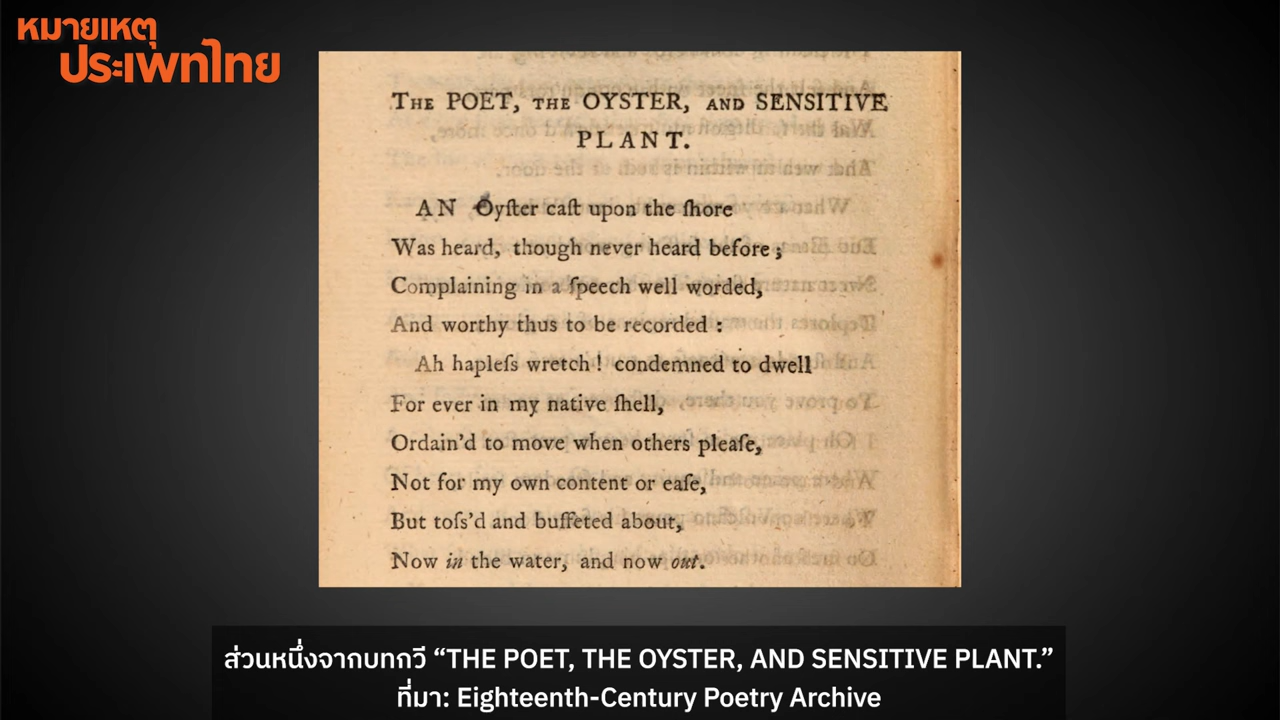 หมายเหตุ
ประเพทไทย
THE POET, THE OYSTER, AND SENSITIVE
PLANT.
AN Oyſter caſt upon the ſhore
Was heard, though never heard before;
Complaining in a ſpeech well worded,
And worthy thus to be recorded:
Ah hapleſs wretch! condemned to dwell
For ever in my native ſhell,
Ordain'd to move when others pleaſe,
Not for my own content or eaſe,
But toſs'd and buffeted about,
Now in the water, and now out.
ส่วนหนึ่งจากบทกวี “THE POET, THE OYSTER, AND SENSITIVE PLANT.”
ที่มา: Eighteenth-Century Poetry Archive